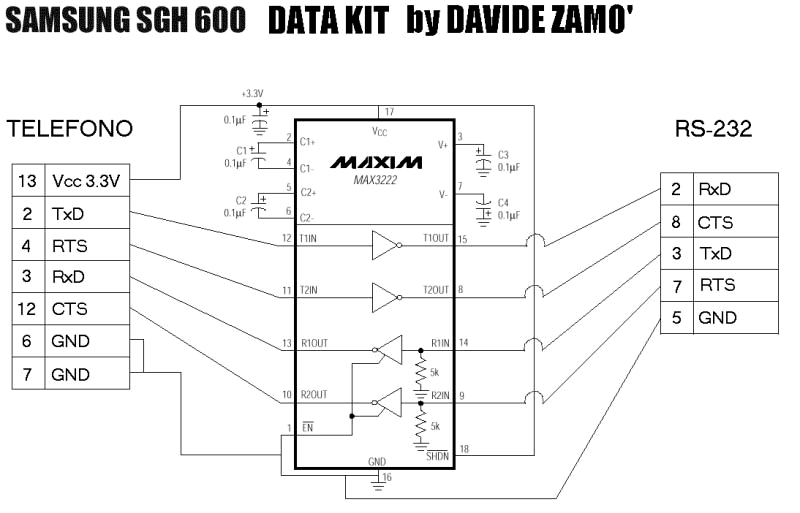 SAMSUNG SGH 600 DATA KIT by DAVIDE ZAMO'
TELEFONO
13 Vcc 3.3V
2 TxD
4 RTS
3 RxD
12 CTS
6 GND
7 GND
+3.3V
0.1µF +
17
VCC
MAXIM
MAX3222
2 C1+
C1 +
0.1µF
4 C1-
5 C2+
C2 +
0.1µF
6 C2-
V+ 3
+ C3
0.1µF
V- 7
C4
+ 0.1µF
12 T1IN T1OUT 15
11 T2IN T2OUT 8
13 R1OUT R1IN 14
5k
10 R2OUT R2IN 9
5k
1 EN
SHDN 18
GND
16
RS-232
2 RxD
8 CTS
3 TxD
7 RTS
5 GND